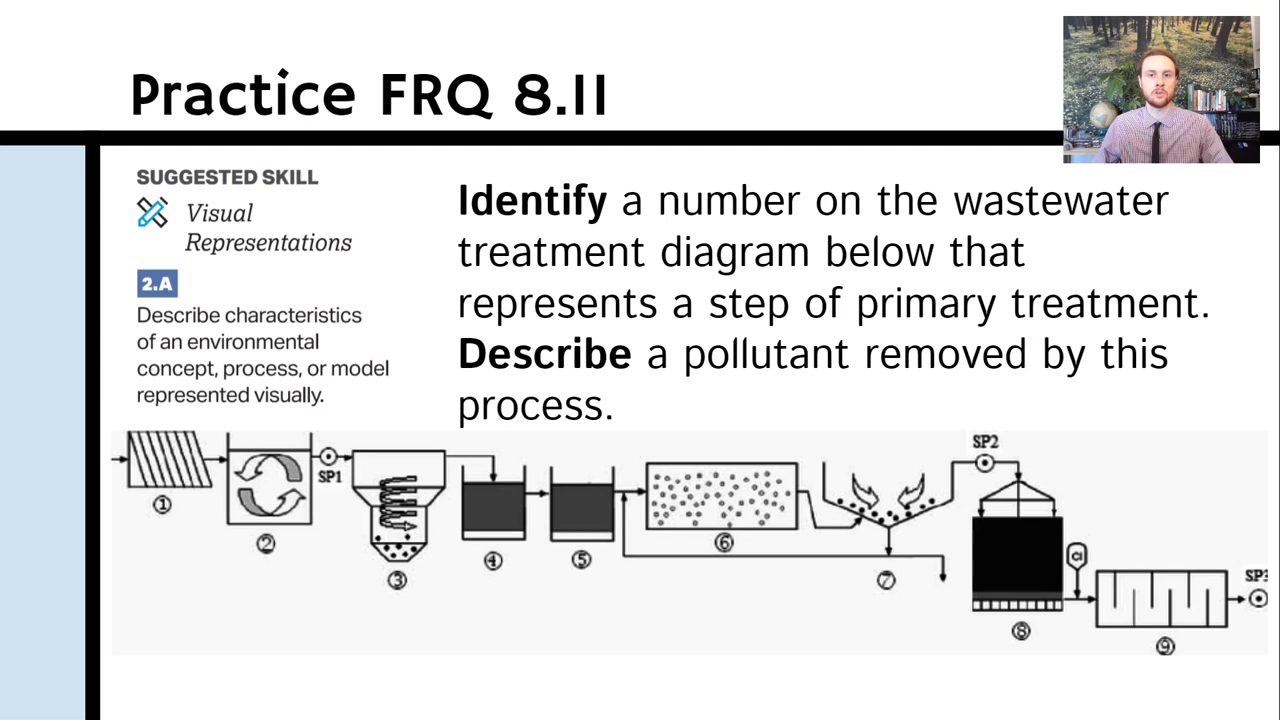 Practice FRQ 8.11
SUGGESTED SKILL
Visual
Representations
2.A
Describe characteristics
of an environmental
concept, process, or model
represented visually.
Identify a number on the wastewater
treatment diagram below that
represents a step of primary treatment.
Describe a pollutant removed by this
process.
SP1
SP2
Cl
SP3
①
②
③
④
⑤
⑥
⑦
⑧
⑨